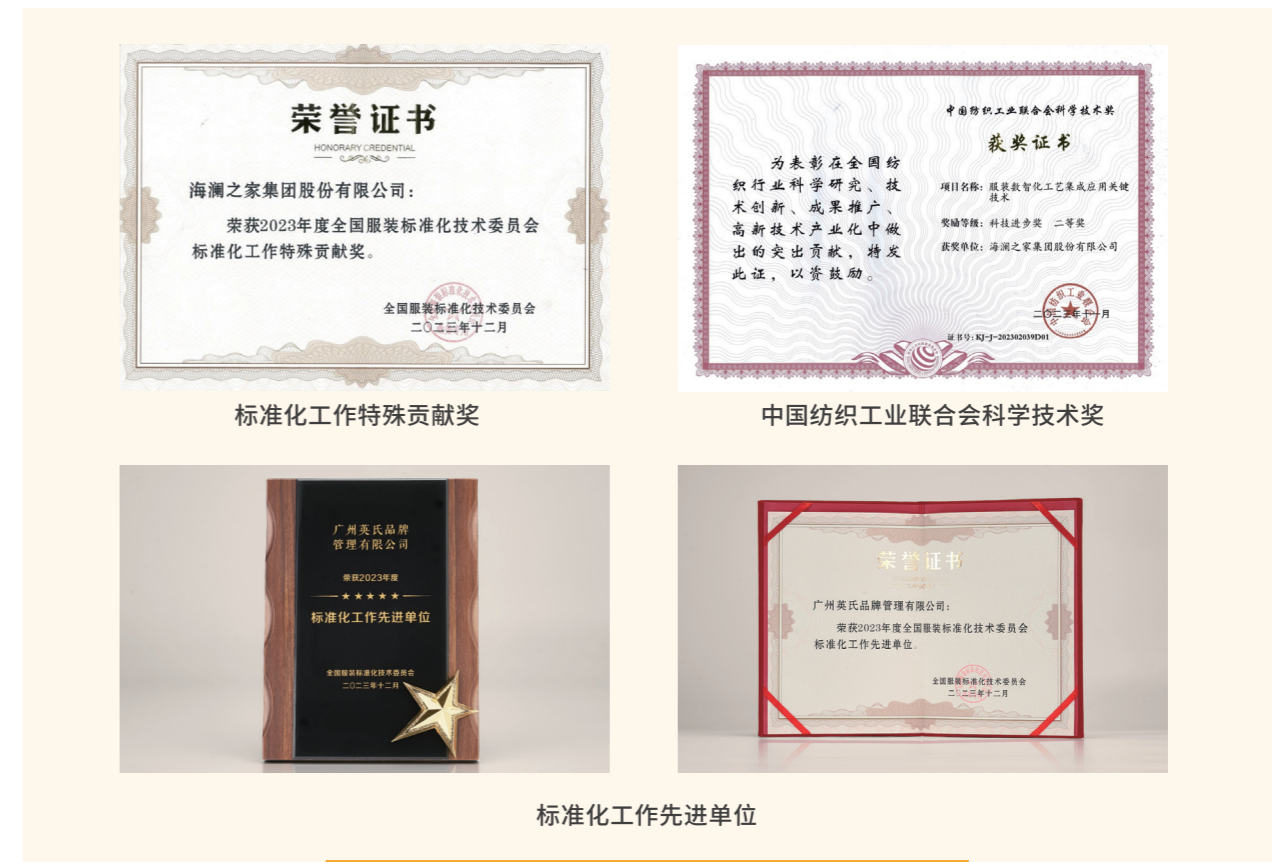 荣誉证书
HONORARY CREDENTIAL
海澜之家集团股份有限公司：
荣获2023年度全国服装标准化技术委员会
标准化工作特殊贡献奖。
全国服装标准化技术委员会
二〇二三年十二月
标准化工作特殊贡献奖
中国纺织工业联合会科学技术奖
获奖证书
为表彰在全国纺
织行业科学研究、技
术创新、成果推广、
高新技术产业化中做
出的突出贡献，特发
此证，以资鼓励。
项目名称：服装数智化工艺集成应用关键
技术
奖励等级：科技进步奖 二等奖
获奖单位：海澜之家集团股份有限公司
二〇二三年十一月
证书号：KJ-J-202302039D01
中国纺织工业联合会科学技术奖
广州英氏品牌
管理有限公司
荣获2023年度
★★★★★
标准化工作先进单位
全国服装标准化技术委员会
二〇二三年十二月
荣誉证书
广州英氏品牌管理有限公司：
荣获2023年度全国服装标准化技术委员会
标准化工作先进单位。
全国服装标准化技术委员会
二〇二三年十二月
标准化工作先进单位